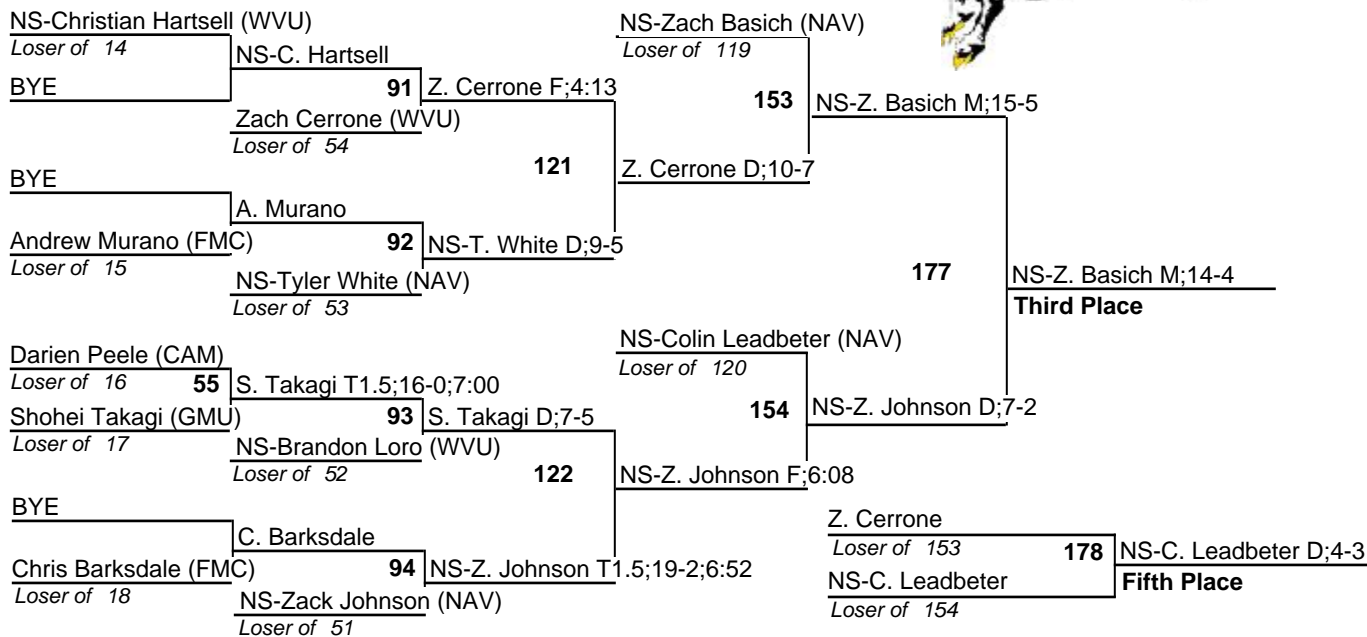 NS-Christian Hartsell (WVU)
Loser of 14
NS-C. Hartsell
BYE
91
Z. Cerrone F;4:13
Zach Cerrone (WVU)
Loser of 54
121
BYE
A. Murano
Andrew Murano (FMC)
Loser of 15
92
NS-T. White D;9-5
NS-Tyler White (NAV)
Loser of 53
NS-Zach Basich (NAV)
Loser of 119
153
NS-Z. Basich M;15-5
Z. Cerrone D;10-7
177
NS-Z. Basich M;14-4
Third Place
Darien Peele (CAM)
Loser of 16
55
S. Takagi T1.5;16-0;7:00
Shohei Takagi (GMU)
Loser of 17
93
S. Takagi D;7-5
NS-Brandon Loro (WVU)
Loser of 52
122
BYE
C. Barksdale
Chris Barksdale (FMC)
Loser of 18
94
NS-Z. Johnson T1.5;19-2;6:52
NS-Zack Johnson (NAV)
Loser of 51
NS-Colin Leadbeter (NAV)
Loser of 120
154
NS-Z. Johnson D;7-2
NS-Z. Johnson F;6:08
Z. Cerrone
Loser of 153
178
NS-C. Leadbeter D;4-3
NS-C. Leadbeter
Fifth Place
Loser of 154